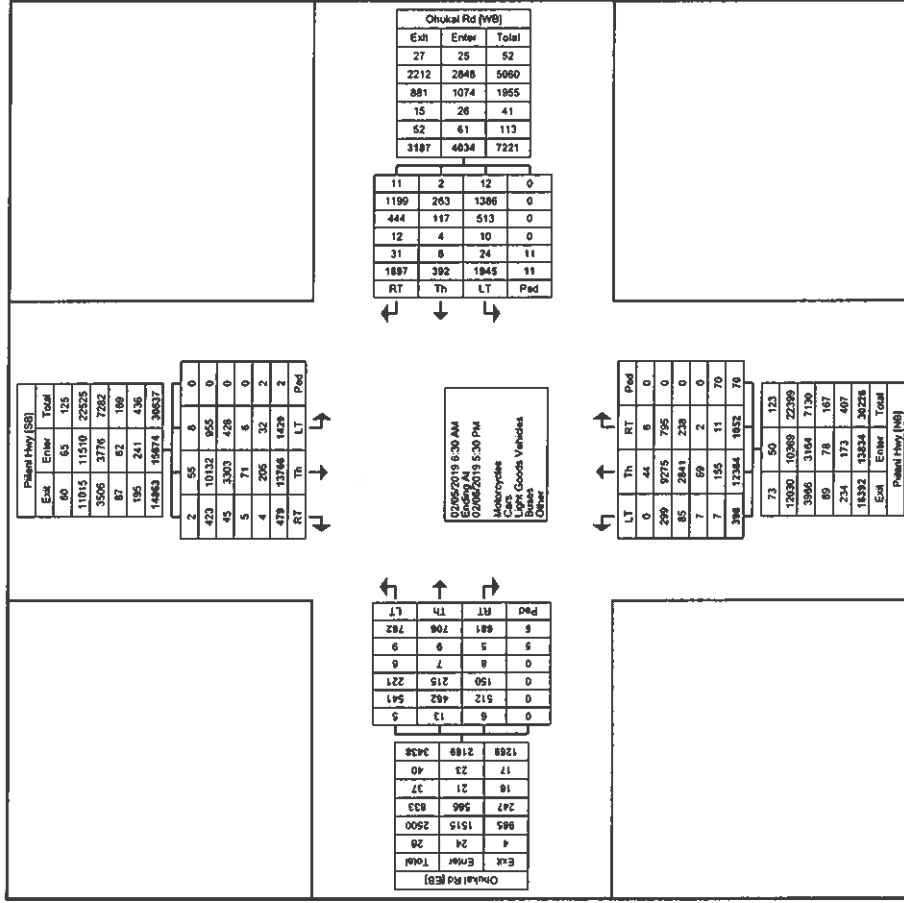 Ohukai Rd [WB]
Exit Enter Total
27 25 52
2212 2848 5060
881 1074 1955
15 26 41
52 61 113
3187 4034 7221
11 2 12 0
1199 263 1386 0
444 117 513 0
12 4 10 0
31 6 24 11
1697 392 1945 11
RT Th LT Ped
Piilani Hwy [SB]
Exit Enter Total
60 65 125
11015 11510 22525
3506 3776 7282
87 82 169
195 241 436
14863 15674 30537
2 55 8 0
423 10132 955 0
45 3303 428 0
5 71 6 0
4 205 32 2
479 13766 1429 2
RT Th LT Ped
02/05/2019 6:30 AM
Ending At
02/06/2019 5:30 PM
Motorcycles
Cars
Light Goods Vehicles
Buses
Other
LT Th RT Ped
0 44 6 0
299 9275 795 0
85 2841 238 0
7 69 2 0
7 155 11 70
398 12384 1052 70
73 50 123
12030 10369 22399
3966 3164 7130
89 78 167
234 173 407
16392 13834 30226
Exit Enter Total
Piilani Hwy [NB]
Ohukai Rd [EB]
Exit Enter Total
4 24 28
985 1515 2500
247 586 833
16 21 37
17 23 40
1269 2169 3438
0 6 13 5
0 512 462 541
0 150 215 221
0 8 7 6
5 5 9 9
5 681 706 782
Ped RT Th LT